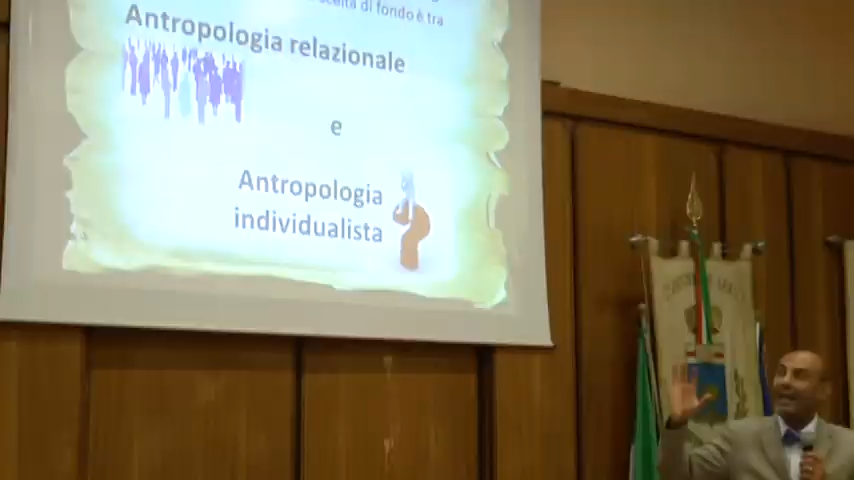 scelta di fondo è tra
Antropologia relazionale
e
Antropologia
individualista